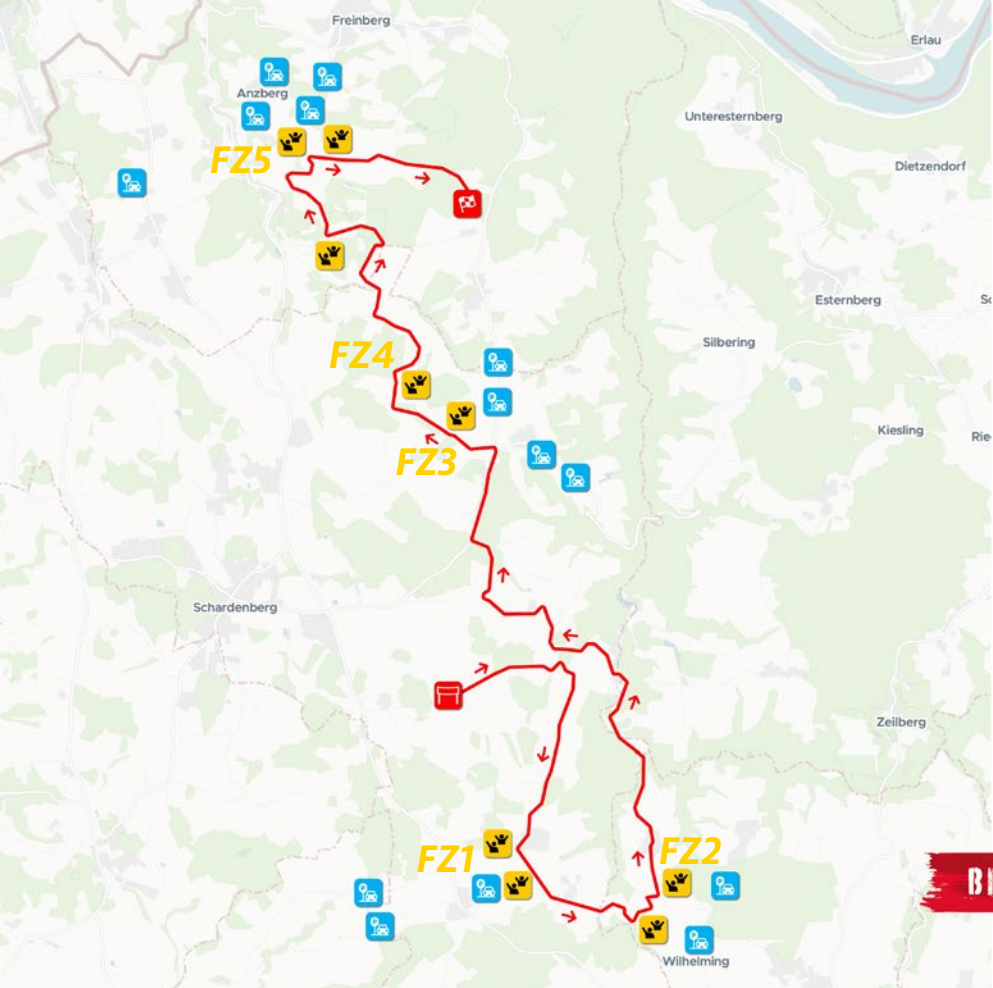 Freinberg
Erlau
Anzberg
Unteresternberg
FZ5
Dietzendorf
Esternberg
Silbering
FZ4
Kiesling
FZ3
Schardenberg
Zeilberg
FZ1
FZ2
Wilhelming